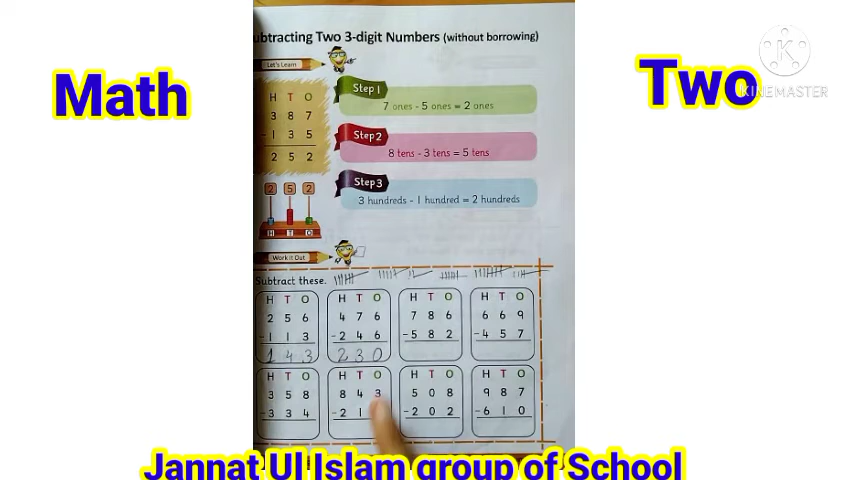 Math
Two
KINEMASTER
ubtracting Two 3-digit Numbers (without borrowing)
Let's Learn
H T O
3 8 7
- 1 3 5
2 5 2
Step 1
7 ones - 5 ones = 2 ones
Step 2
8 tens - 3 tens = 5 tens
Step 3
3 hundreds - 1 hundred = 2 hundreds
2 5 2
H T O
Work it Out
Subtract these.
H T O
2 5 6
- 1 1 3
1 4 3
H T O
4 7 6
- 2 4 6
2 3 0
H T O
7 8 6
- 5 8 2
H T O
6 6 9
- 4 5 7
H T O
3 5 8
- 3 3 4
H T O
8 4 3
- 2 1
H T O
5 0 8
- 2 0 2
H T O
9 8 7
- 6 1 0
Jannat Ul Islam group of School